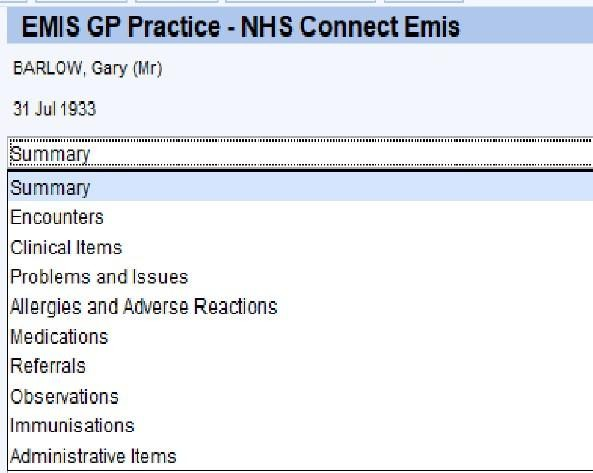 EMIS GP Practice - NHS Connect Emis
BARLOW, Gary (Mr)
31 Jul 1933
Summary
Summary
Encounters
Clinical Items
Problems and Issues
Allergies and Adverse Reactions
Medications
Referrals
Observations
Immunisations
Administrative Items